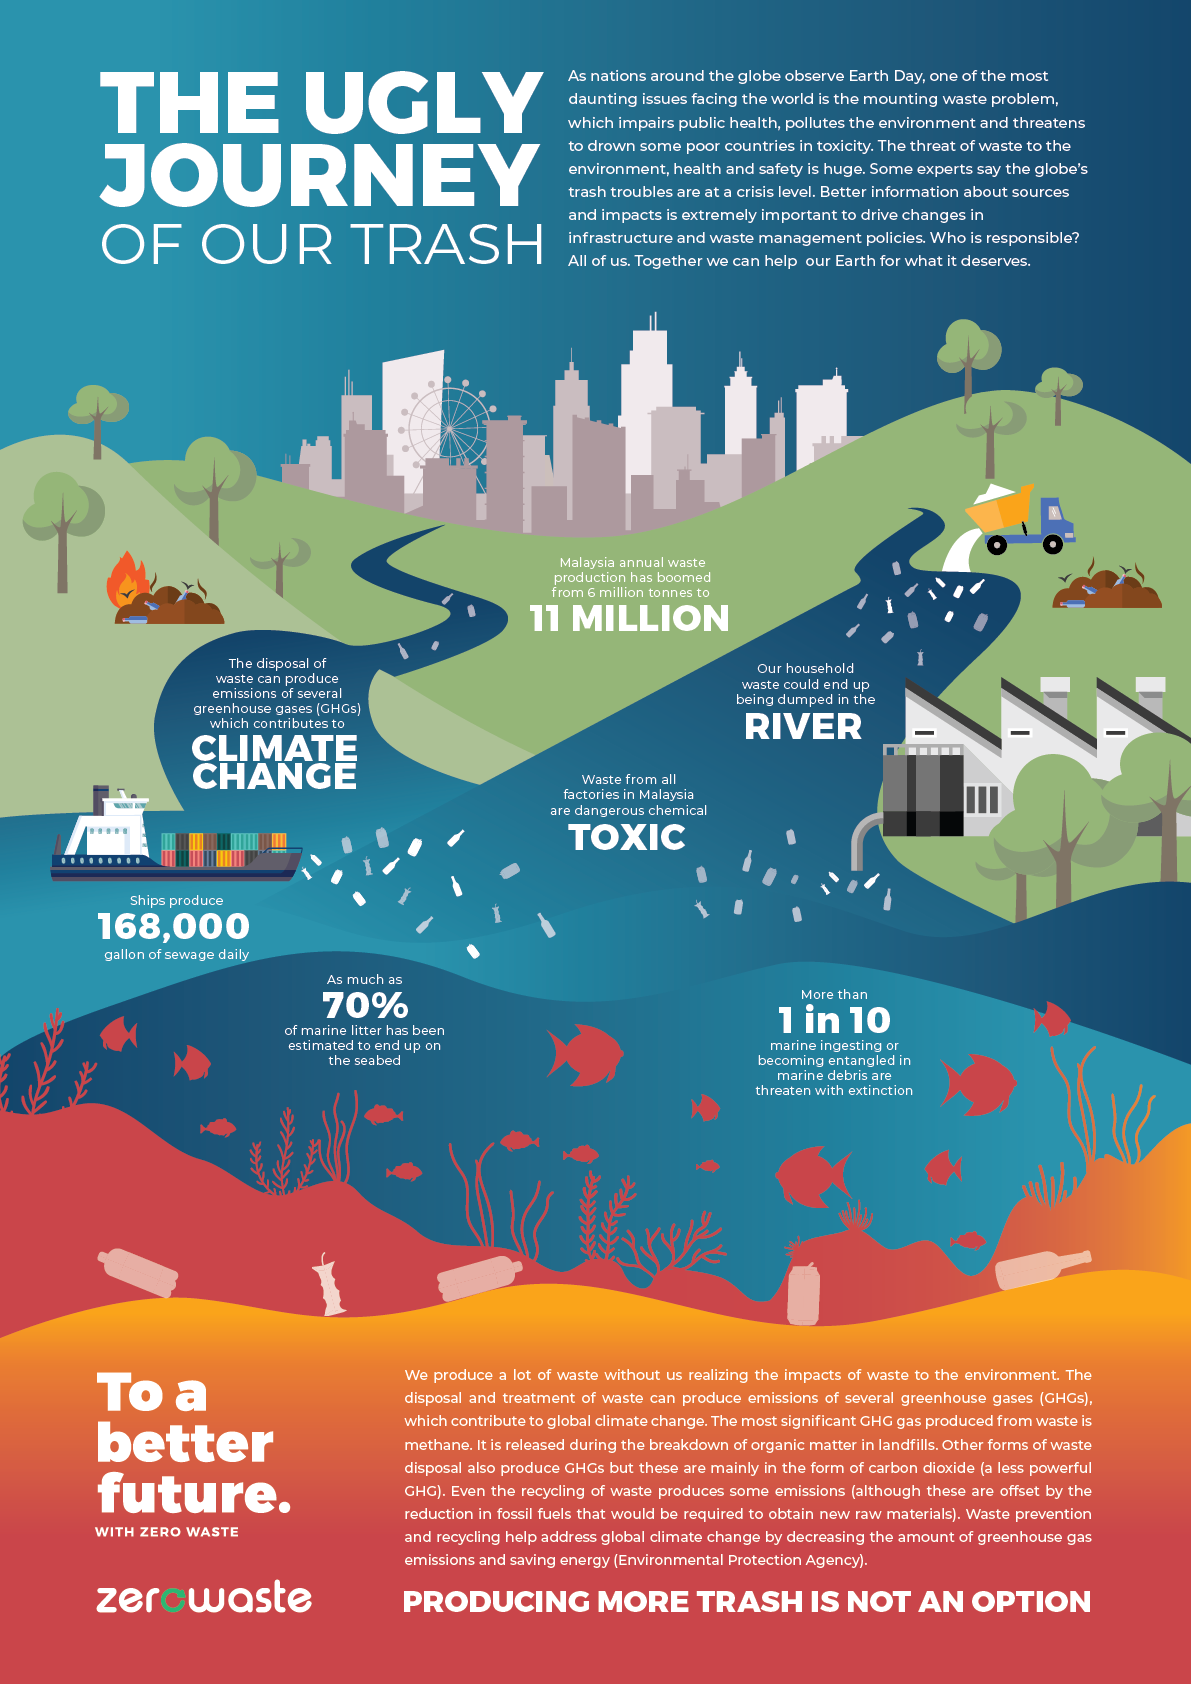 THE UGLY
JOURNEY
OF OUR TRASH
As nations around the globe observe Earth Day, one of the most
daunting issues facing the world is the mounting waste problem,
which impairs public health, pollutes the environment and threatens
to drown some poor countries in toxicity. The threat of waste to the
environment, health and safety is huge. Some experts say the globe's
trash troubles are at a crisis level. Better information about sources
and impacts is extremely important to drive changes in
infrastructure and waste management policies. Who is responsible?
All of us. Together we can help our Earth for what it deserves.
Malaysia annual waste
production has boomed
from 6 million tonnes to
11 MILLION
The disposal of
waste can produce
emissions of several
greenhouse gases (GHGs)
which contributes to
CLIMATE
CHANGE
Our household
waste could end up
being dumped in the
RIVER
Waste from all
factories in Malaysia
are dangerous chemical
TOXIC
Ships produce
168,000
gallon of sewage daily
As much as
70%
of marine litter has been
estimated to end up on
the seabed
More than
1 in 10
marine ingesting or
becoming entangled in
marine debris are
threaten with extinction
To a
better
future.
WITH ZERO WASTE
zerowaste
We produce a lot of waste without us realizing the impacts of waste to the environment. The
disposal and treatment of waste can produce emissions of several greenhouse gases (GHGs),
which contribute to global climate change. The most significant GHG gas produced from waste is
methane. It is released during the breakdown of organic matter in landfills. Other forms of waste
disposal also produce GHGs but these are mainly in the form of carbon dioxide (a less powerful
GHG). Even the recycling of waste produces some emissions (although these are offset by the
reduction in fossil fuels that would be required to obtain new raw materials). Waste prevention
and recycling help address global climate change by decreasing the amount of greenhouse gas
emissions and saving energy (Environmental Protection Agency).
PRODUCING MORE TRASH IS NOT AN OPTION